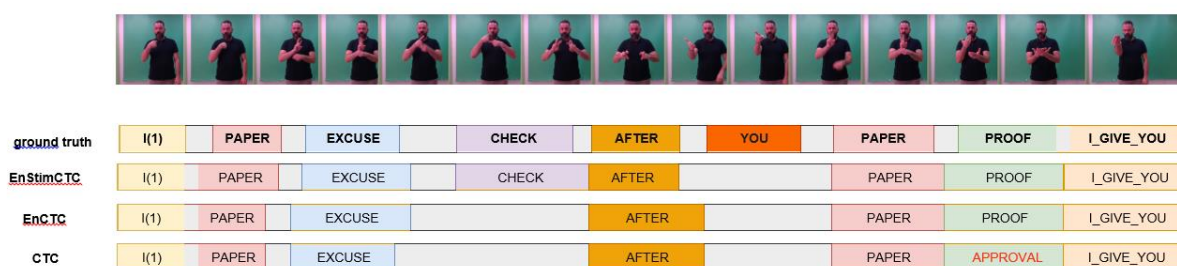 ground truth I(1) PAPER EXCUSE CHECK AFTER YOU PAPER PROOF I_GIVE_YOU
EnStimCTC I(1) PAPER EXCUSE CHECK AFTER PAPER PROOF I_GIVE_YOU
EnCTC I(1) PAPER EXCUSE AFTER PAPER PROOF I_GIVE_YOU
CTC I(1) PAPER EXCUSE AFTER PAPER APPROVAL I_GIVE_YOU